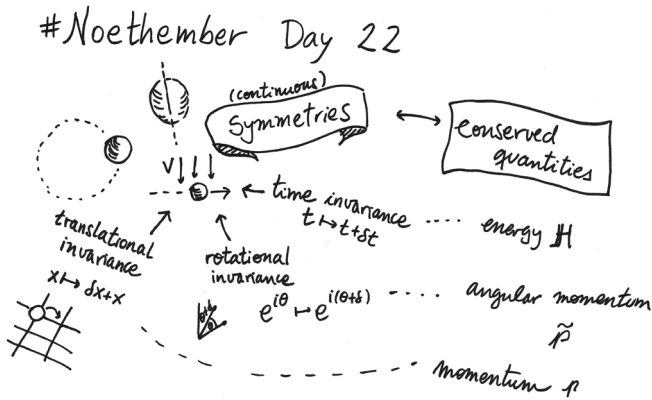 #Noethember Day 22
(continuous)
Symmetries
Conserved
quantities
V
time invariance
t ↦ t+δt
energy H
translational
invariance
x ↦ δx+x
rotational
invariance
θ+δ
θ
e^{iθ} ↦ e^{i(θ+δ)}
angular momentum
p̃
momentum p